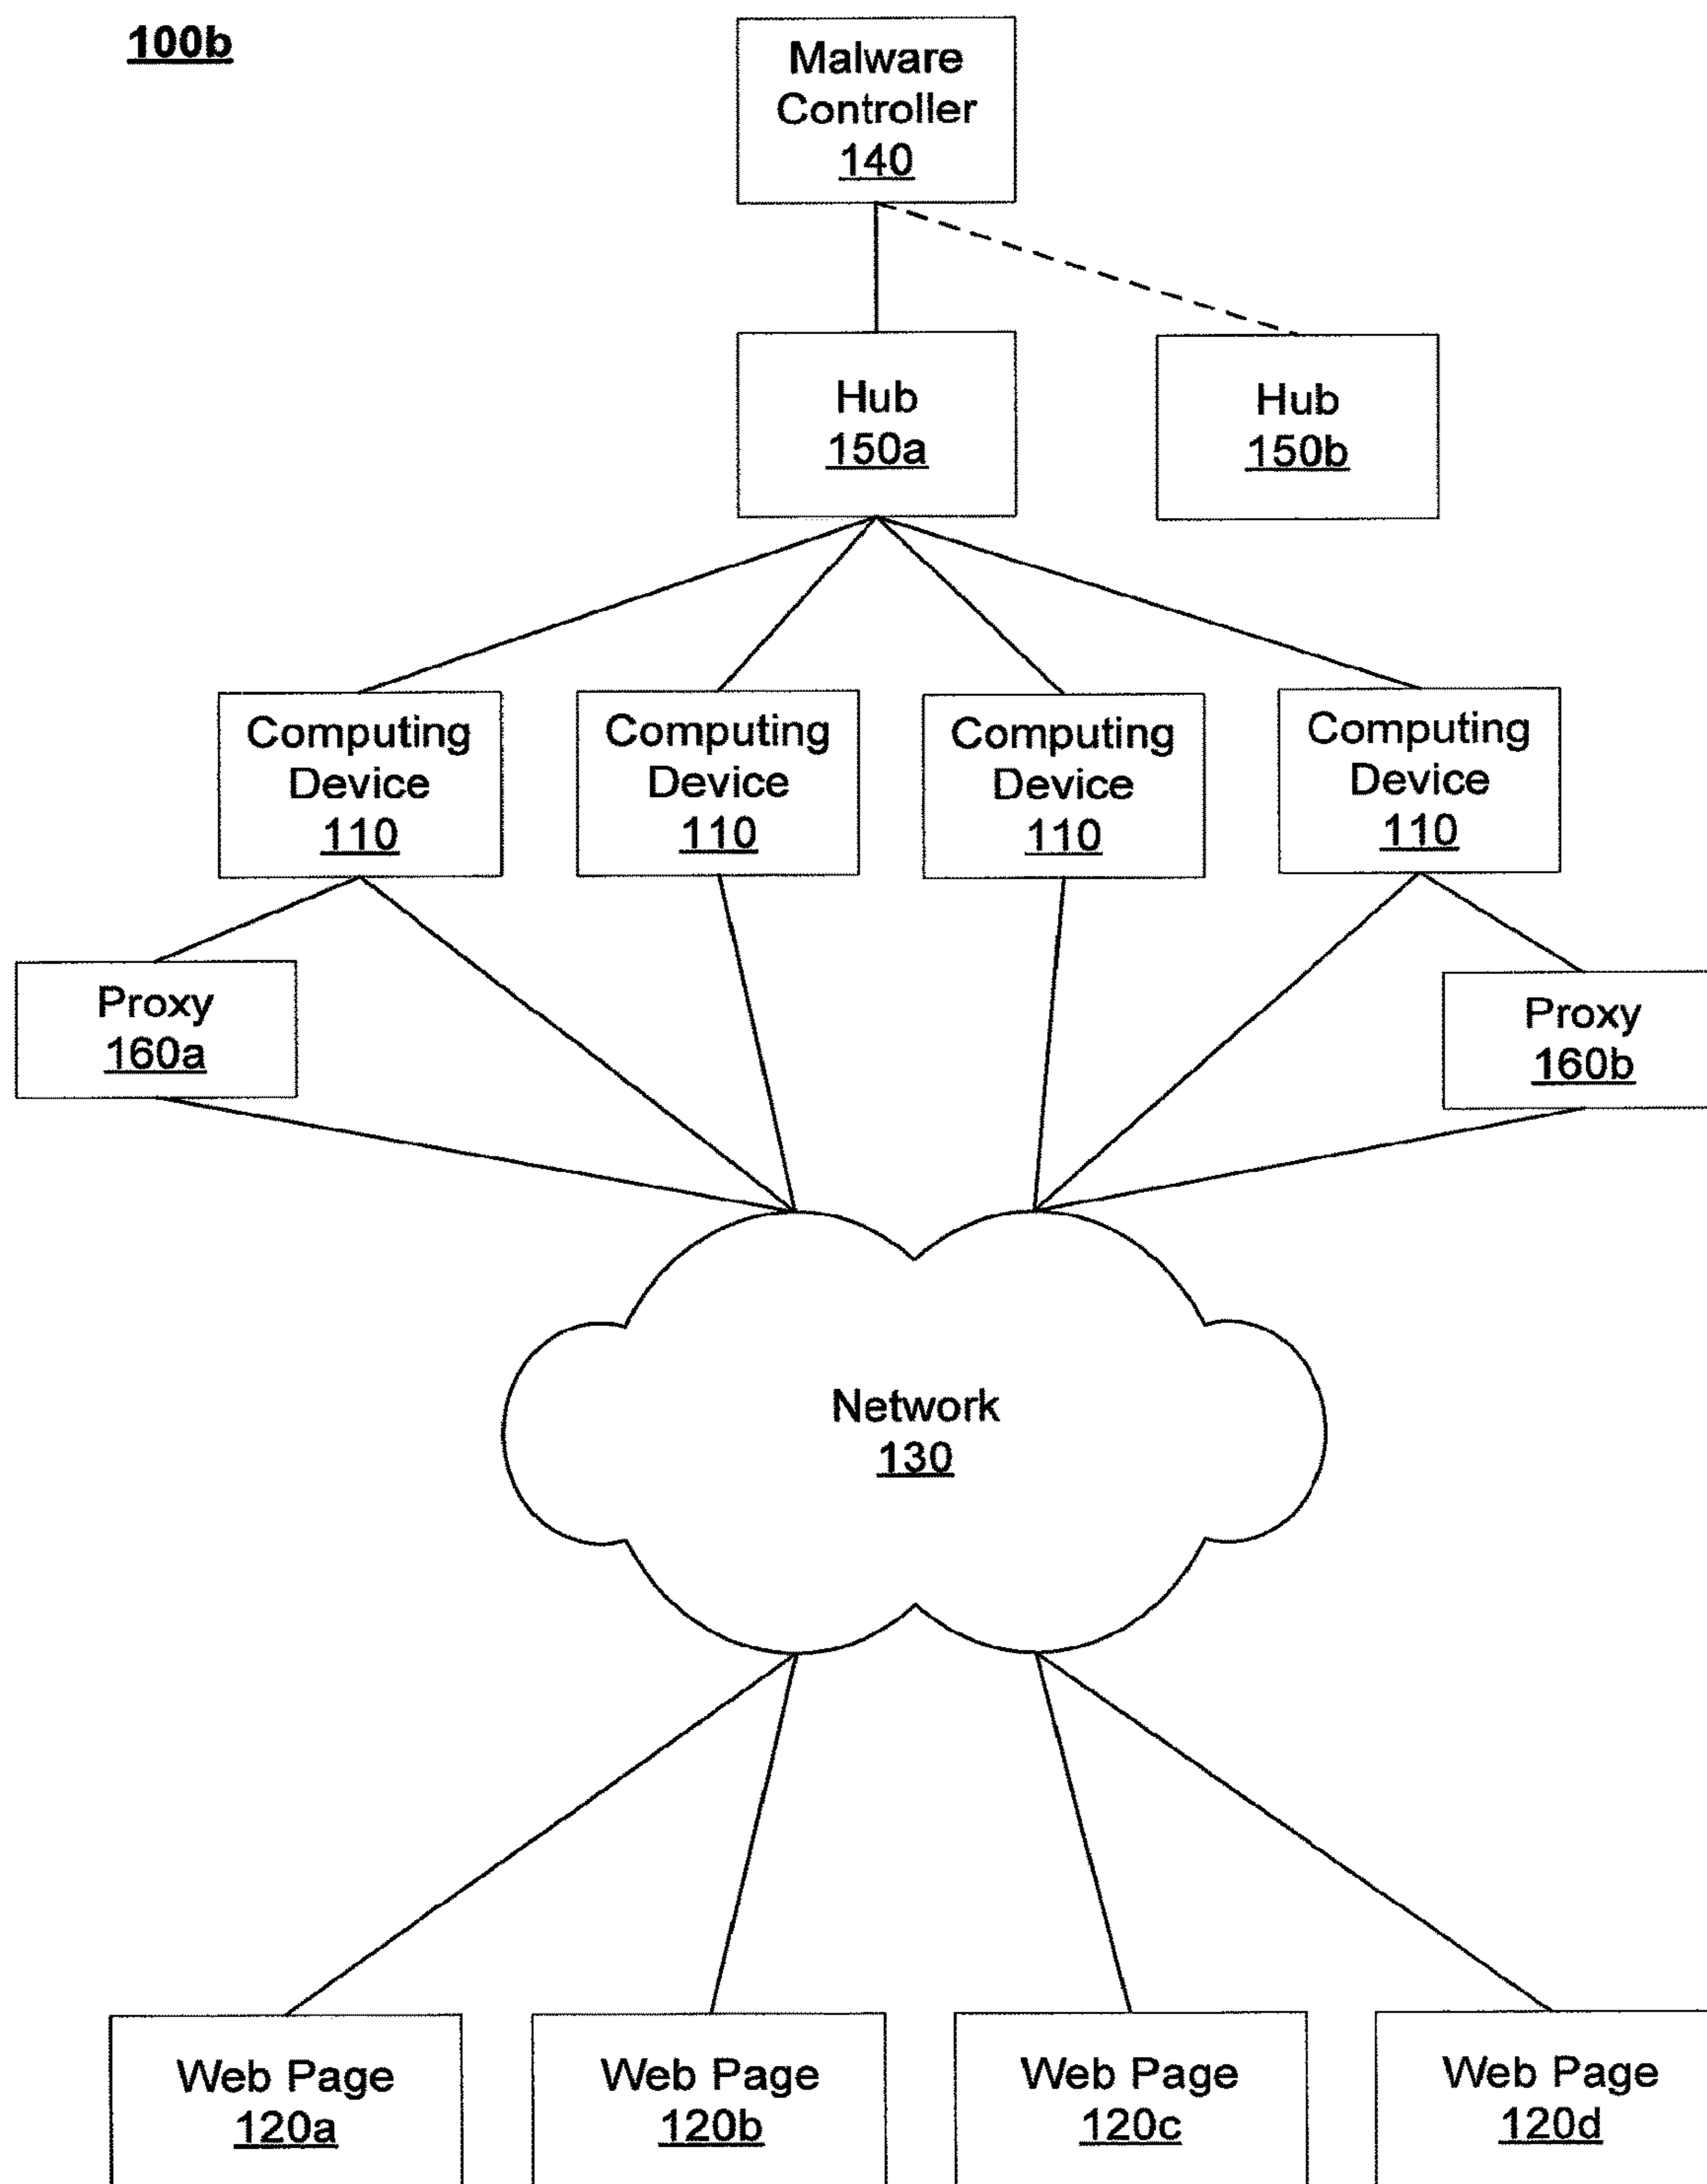 100b
Malware
Controller
140
Hub
150a
Hub
150b
Computing
Device
110
Computing
Device
110
Computing
Device
110
Computing
Device
110
Proxy
160a
Proxy
160b
Network
130
Web Page
120a
Web Page
120b
Web Page
120c
Web Page
120d